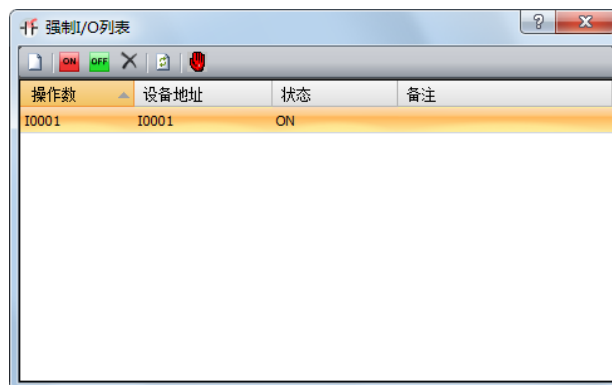 强制I/O列表
ON OFF
操作数 设备地址 状态 备注
I0001 I0001 ON